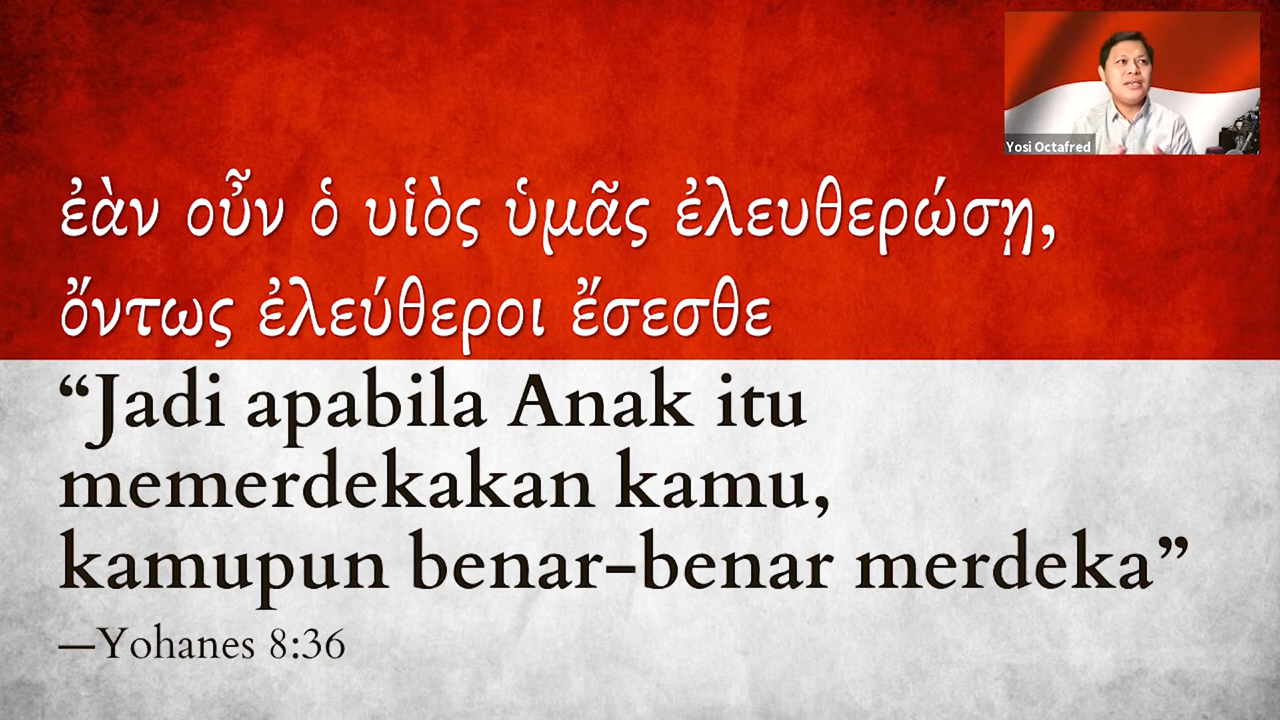 Yosi Octafred
ἐὰν οὖν ὁ υἱὸς ὑμᾶς ἐλευθερώσῃ,
ὄντως ἐλεύθεροι ἔσεσθε
“Jadi apabila Anak itu
memerdekakan kamu,
kamupun benar-benar merdeka”
—Yohanes 8:36